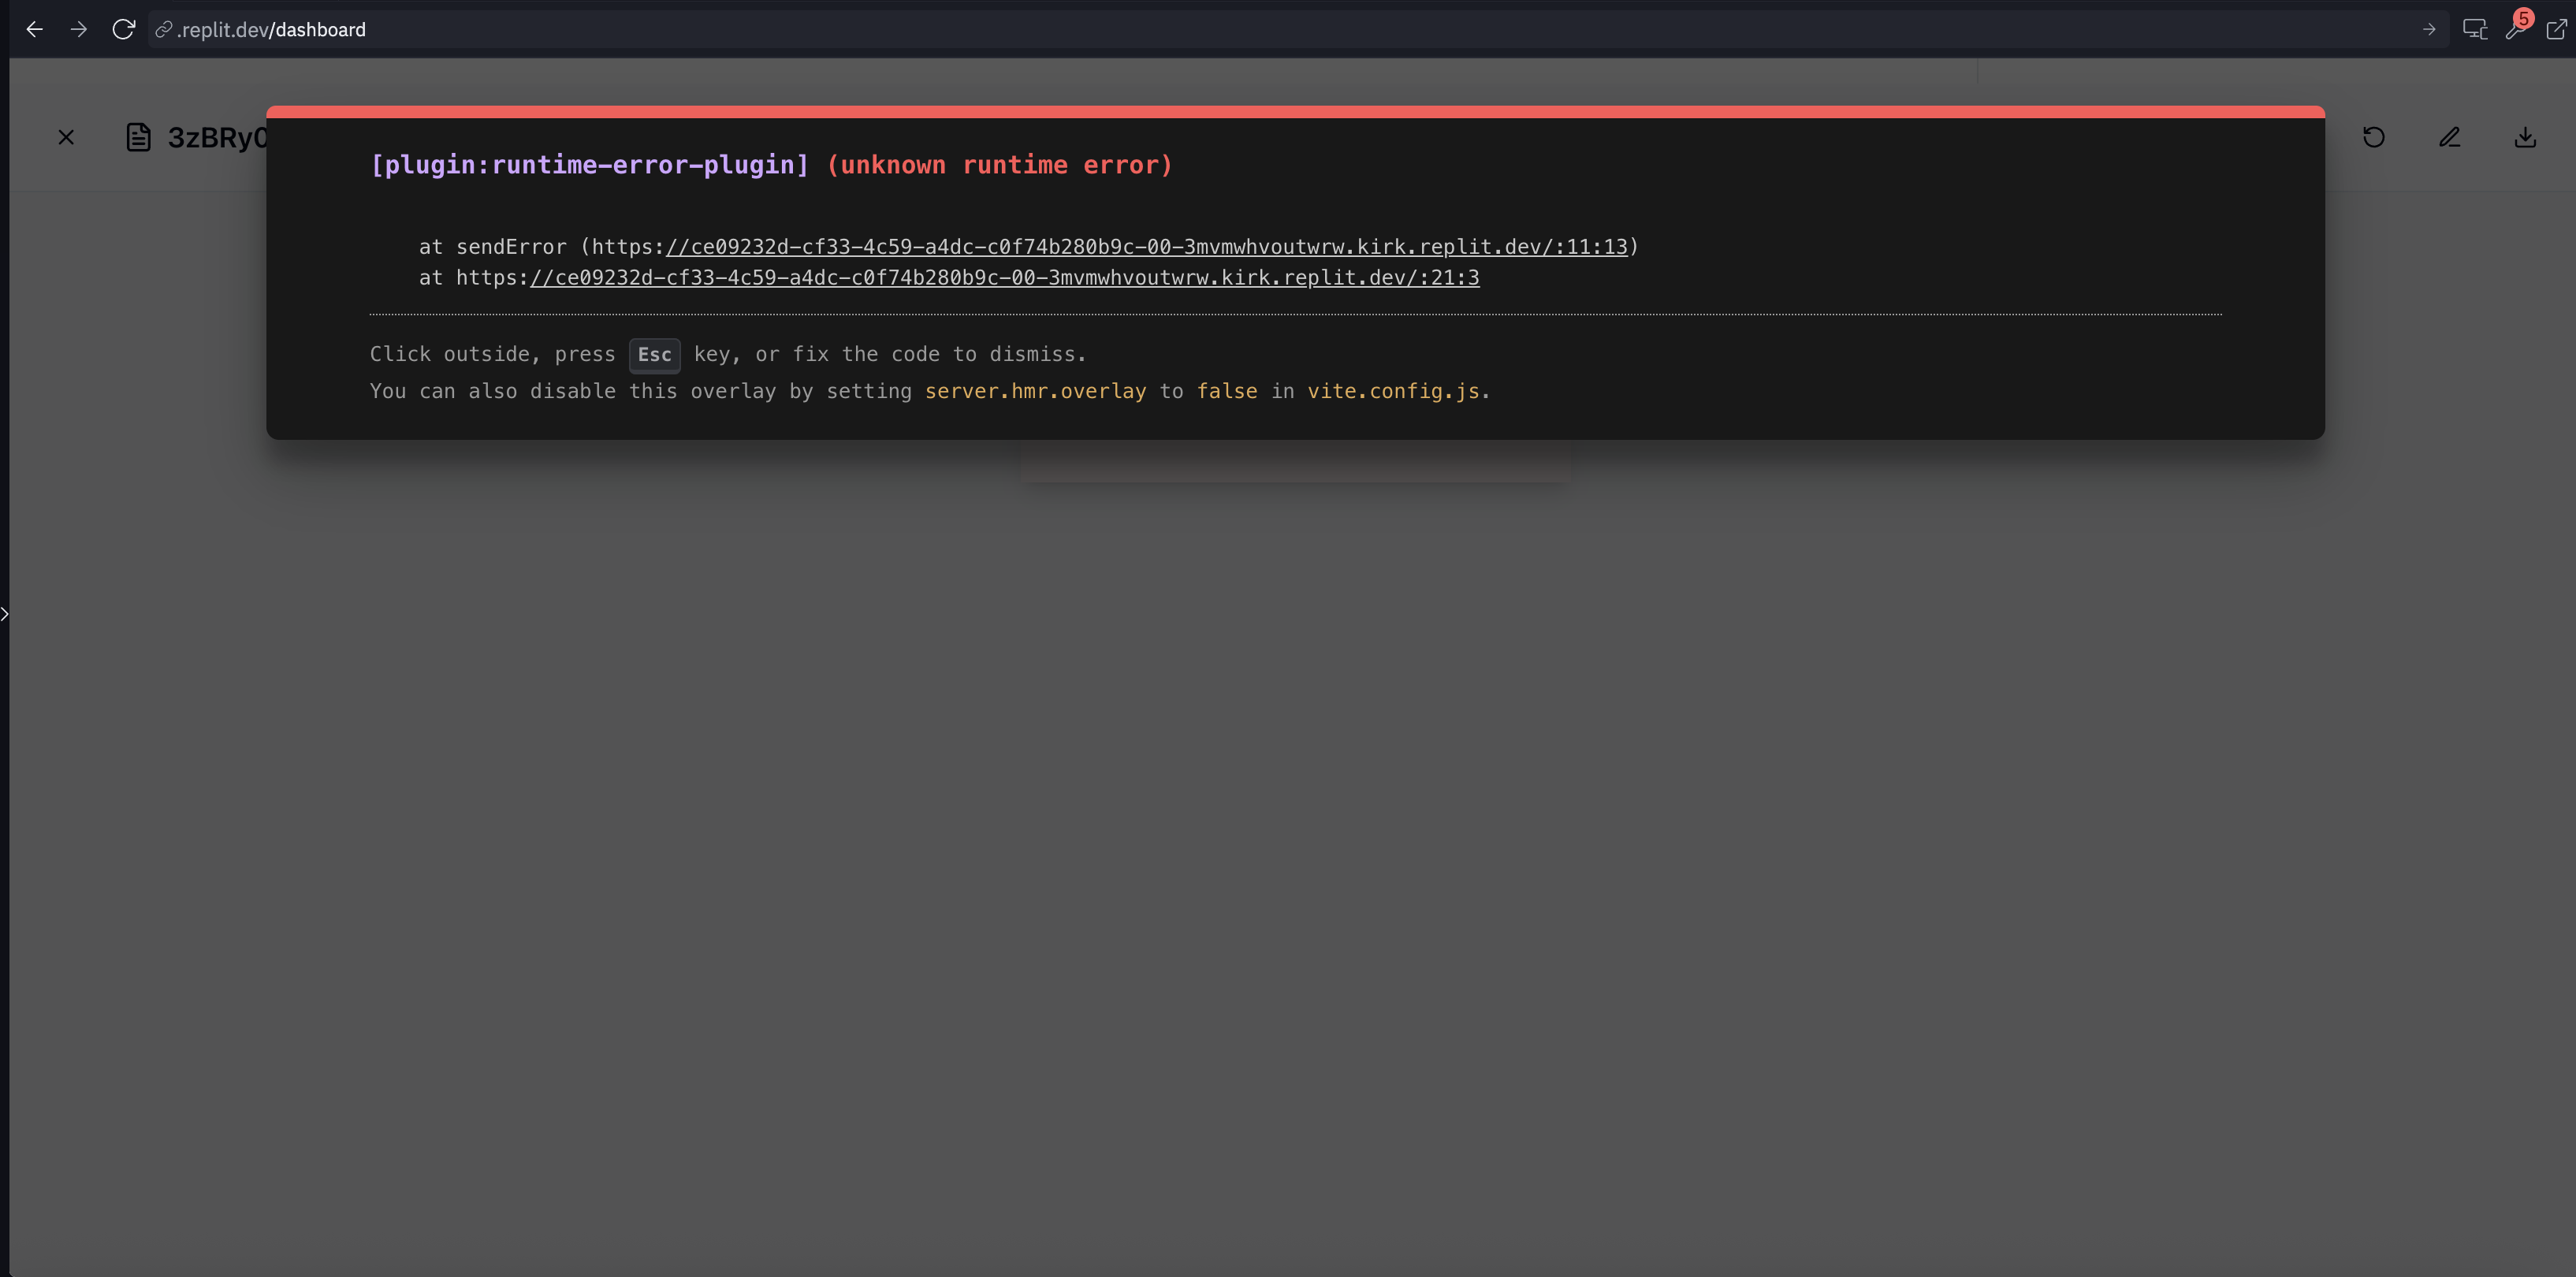 .replit.dev/dashboard
5
3zBRy0
[plugin:runtime-error-plugin] (unknown runtime error)
at sendError (https://ce09232d-cf33-4c59-a4dc-c0f74b280b9c-00-3mvmwhvoutwrw.kirk.replit.dev/:11:13)
at https://ce09232d-cf33-4c59-a4dc-c0f74b280b9c-00-3mvmwhvoutwrw.kirk.replit.dev/:21:3
Click outside, press Esc key, or fix the code to dismiss.
You can also disable this overlay by setting server.hmr.overlay to false in vite.config.js.